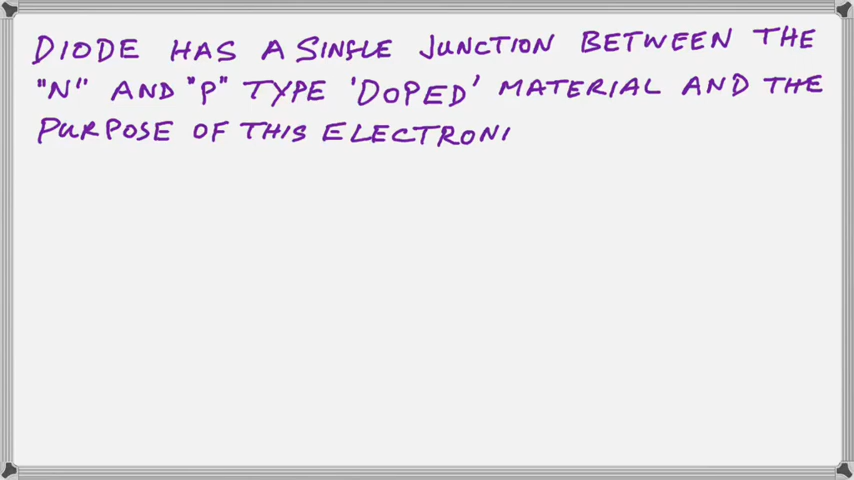 DIODE HAS A SINGLE JUNCTION BETWEEN THE
"N" AND "P" TYPE 'DOPED' MATERIAL AND THE
PURPOSE OF THIS ELECTRONI